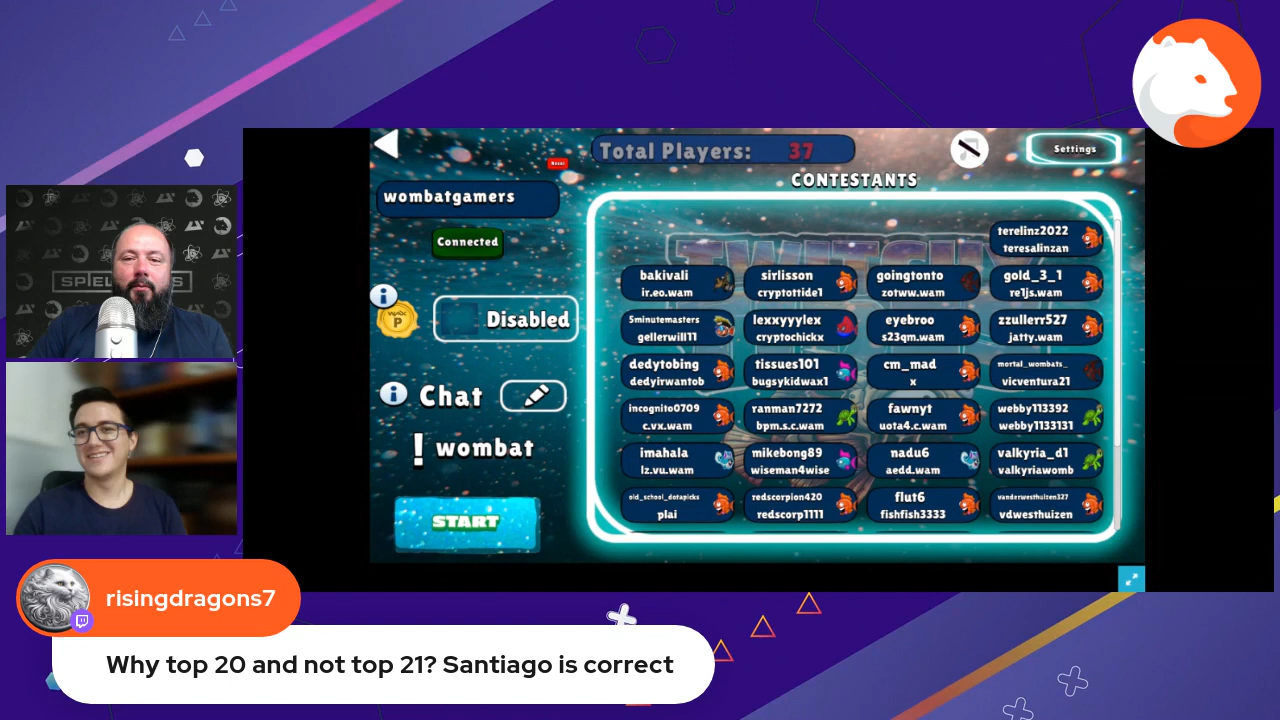 Total Players: 37
Reset
Settings
wombatgamers
CONTESTANTS
Connected
Disabled
P
Chat
! wombat
START
terelinz2022
teresalinzan
bakivali
ir.eo.wam
sirlisson
cryptottide1
goingtonto
zotww.wam
gold_3_1
re1js.wam
5minutemasters
gellerwill11
lexxyyylex
cryptochickx
eyebroo
s23qm.wam
zzullerr527
jatty.wam
dedytobing
dedyirwantob
tissues101
bugsykidwax1
cm_mad
x
mortal_wombats_
vicventura21
incognito0709
c.vx.wam
ranman7272
bpm.s.c.wam
fawnyt
uota4.c.wam
webby113392
webby1133131
imahala
lz.vu.wam
mikebong89
wiseman4wise
nadu6
aedd.wam
valkyria_d1
valkyriawomb
old_school_dotapicks
plai
redscorpion420
redscorp1111
flut6
fishfish3333
vanderwesthuizen327
vdwesthuizen
risingdragons7
Why top 20 and not top 21? Santiago is correct